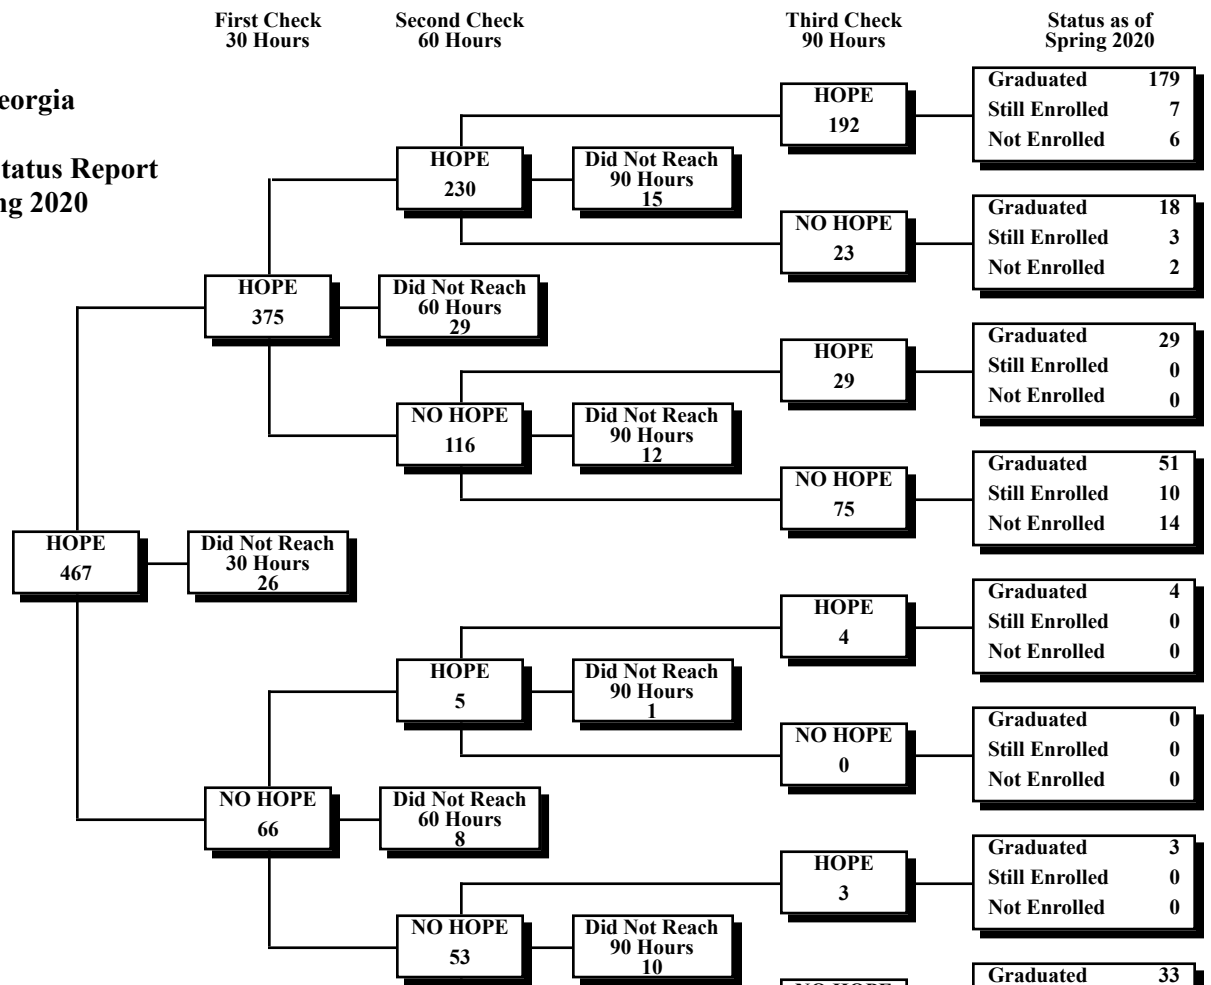 First Check
30 Hours
Second Check
60 Hours
Third Check
90 Hours
Status as of
Spring 2020
HOPE
192
Graduated 179
Still Enrolled 7
Not Enrolled 6
HOPE
230
Did Not Reach
90 Hours
15
NO HOPE
23
Graduated 18
Still Enrolled 3
Not Enrolled 2
HOPE
375
Did Not Reach
60 Hours
29
HOPE
29
Graduated 29
Still Enrolled 0
Not Enrolled 0
NO HOPE
116
Did Not Reach
90 Hours
12
NO HOPE
75
Graduated 51
Still Enrolled 10
Not Enrolled 14
HOPE
467
Did Not Reach
30 Hours
26
HOPE
4
Graduated 4
Still Enrolled 0
Not Enrolled 0
HOPE
5
Did Not Reach
90 Hours
1
NO HOPE
0
Graduated 0
Still Enrolled 0
Not Enrolled 0
NO HOPE
66
Did Not Reach
60 Hours
8
HOPE
3
Graduated 3
Still Enrolled 0
Not Enrolled 0
NO HOPE
53
Did Not Reach
90 Hours
10
NO HOPE
Graduated 33
eorgia
tatus Report
ng 2020